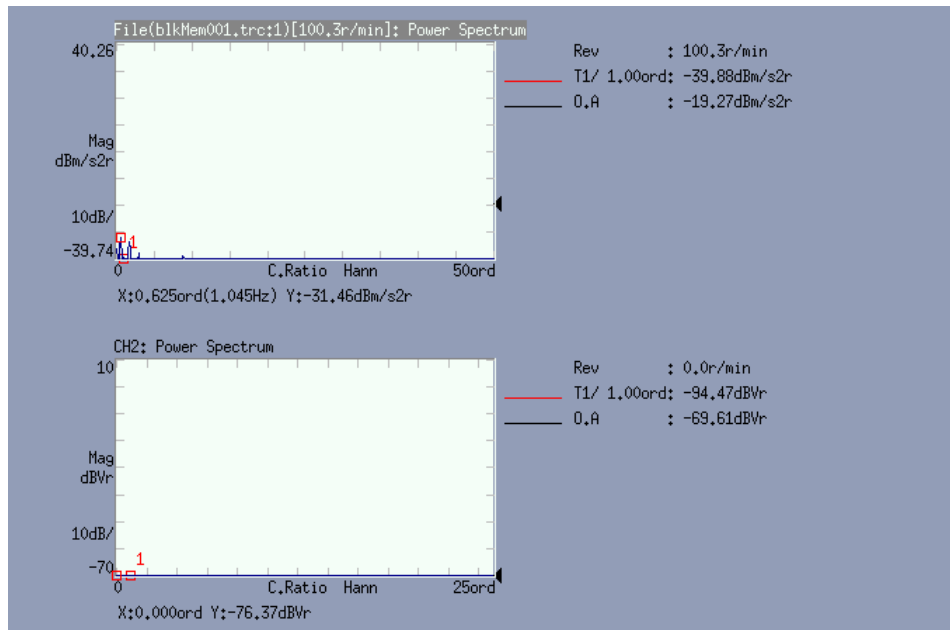 File(blkMem001.trc:1)[100.3r/min]: Power Spectrum
40.26
Rev : 100.3r/min
T1/ 1.00ord: -39.88dBm/s2r
O.A : -19.27dBm/s2r
Mag
dBm/s2r
10dB/
1
-39.74
0 C.Ratio Hann 50ord
X:0.625ord(1.045Hz) Y:-31.46dBm/s2r
CH2: Power Spectrum
10
Rev : 0.0r/min
T1/ 1.00ord: -94.47dBVr
O.A : -69.61dBVr
Mag
dBVr
10dB/
1
-70
0 C.Ratio Hann 25ord
X:0.000ord Y:-76.37dBVr